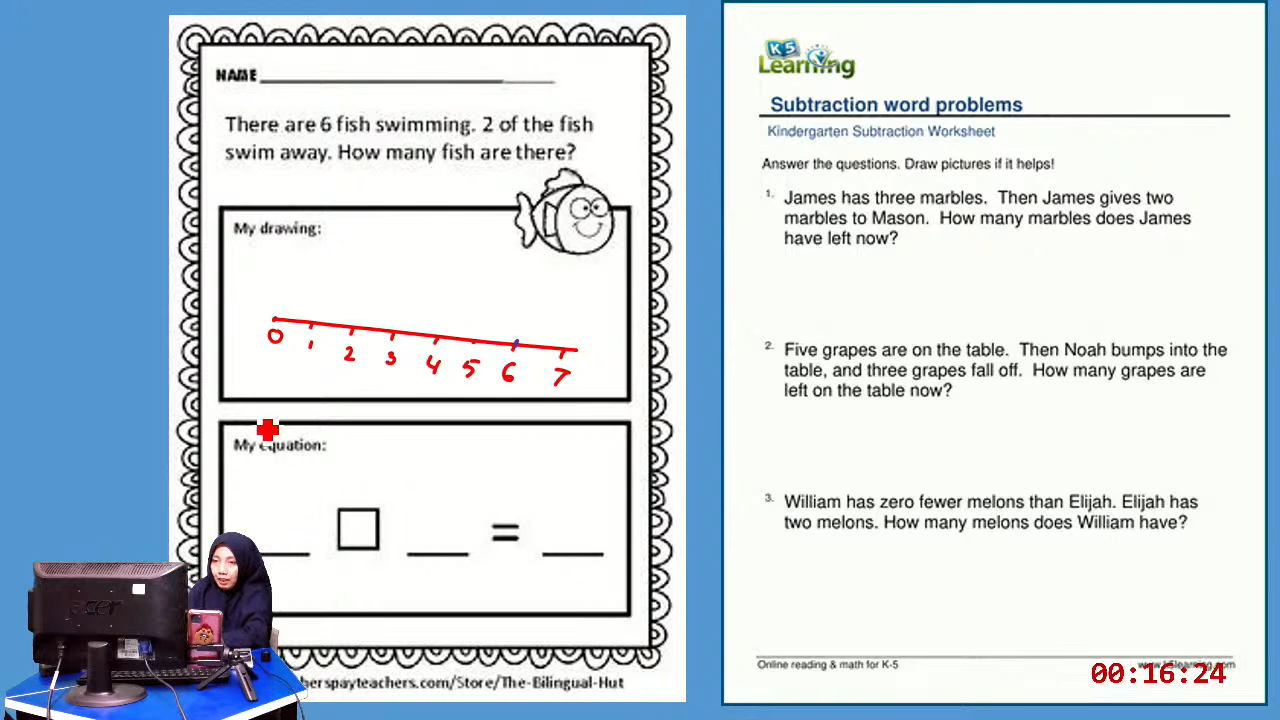 NAME
There are 6 fish swimming. 2 of the fish
swim away. How many fish are there?
My drawing:
0 1 2 3 4 5 6 7
My equation:
=
acer
herspayteachers.com/Store/The-Bilingual-Hut
K5
Learning
Subtraction word problems
Kindergarten Subtraction Worksheet
Answer the questions. Draw pictures if it helps!
1. James has three marbles. Then James gives two
marbles to Mason. How many marbles does James
have left now?
2. Five grapes are on the table. Then Noah bumps into the
table, and three grapes fall off. How many grapes are
left on the table now?
3. William has zero fewer melons than Elijah. Elijah has
two melons. How many melons does William have?
Online reading & math for K-5
www.k5learning.com
00:16:24